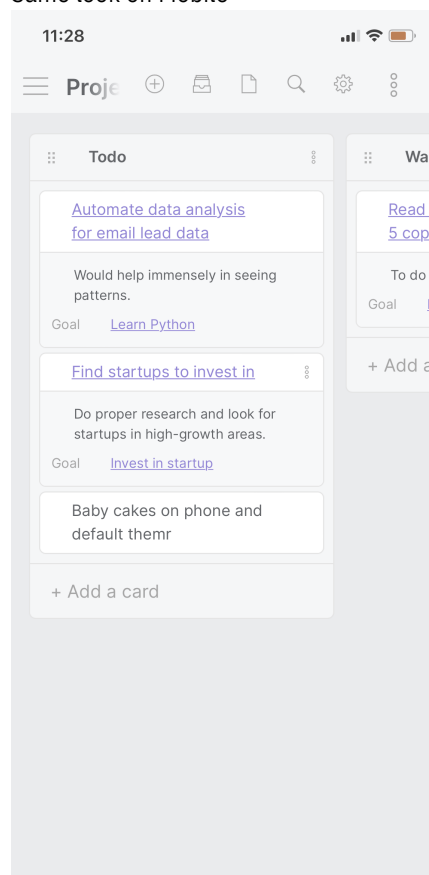 Same look on Mobile
11:28
Proje
Todo
Automate data analysis
for email lead data
Would help immensely in seeing
patterns.
Goal Learn Python
Find startups to invest in
Do proper research and look for
startups in high-growth areas.
Goal Invest in startup
Baby cakes on phone and
default themr
+ Add a card
Wa
Read
5 cop
To do
Goal
+ Add a